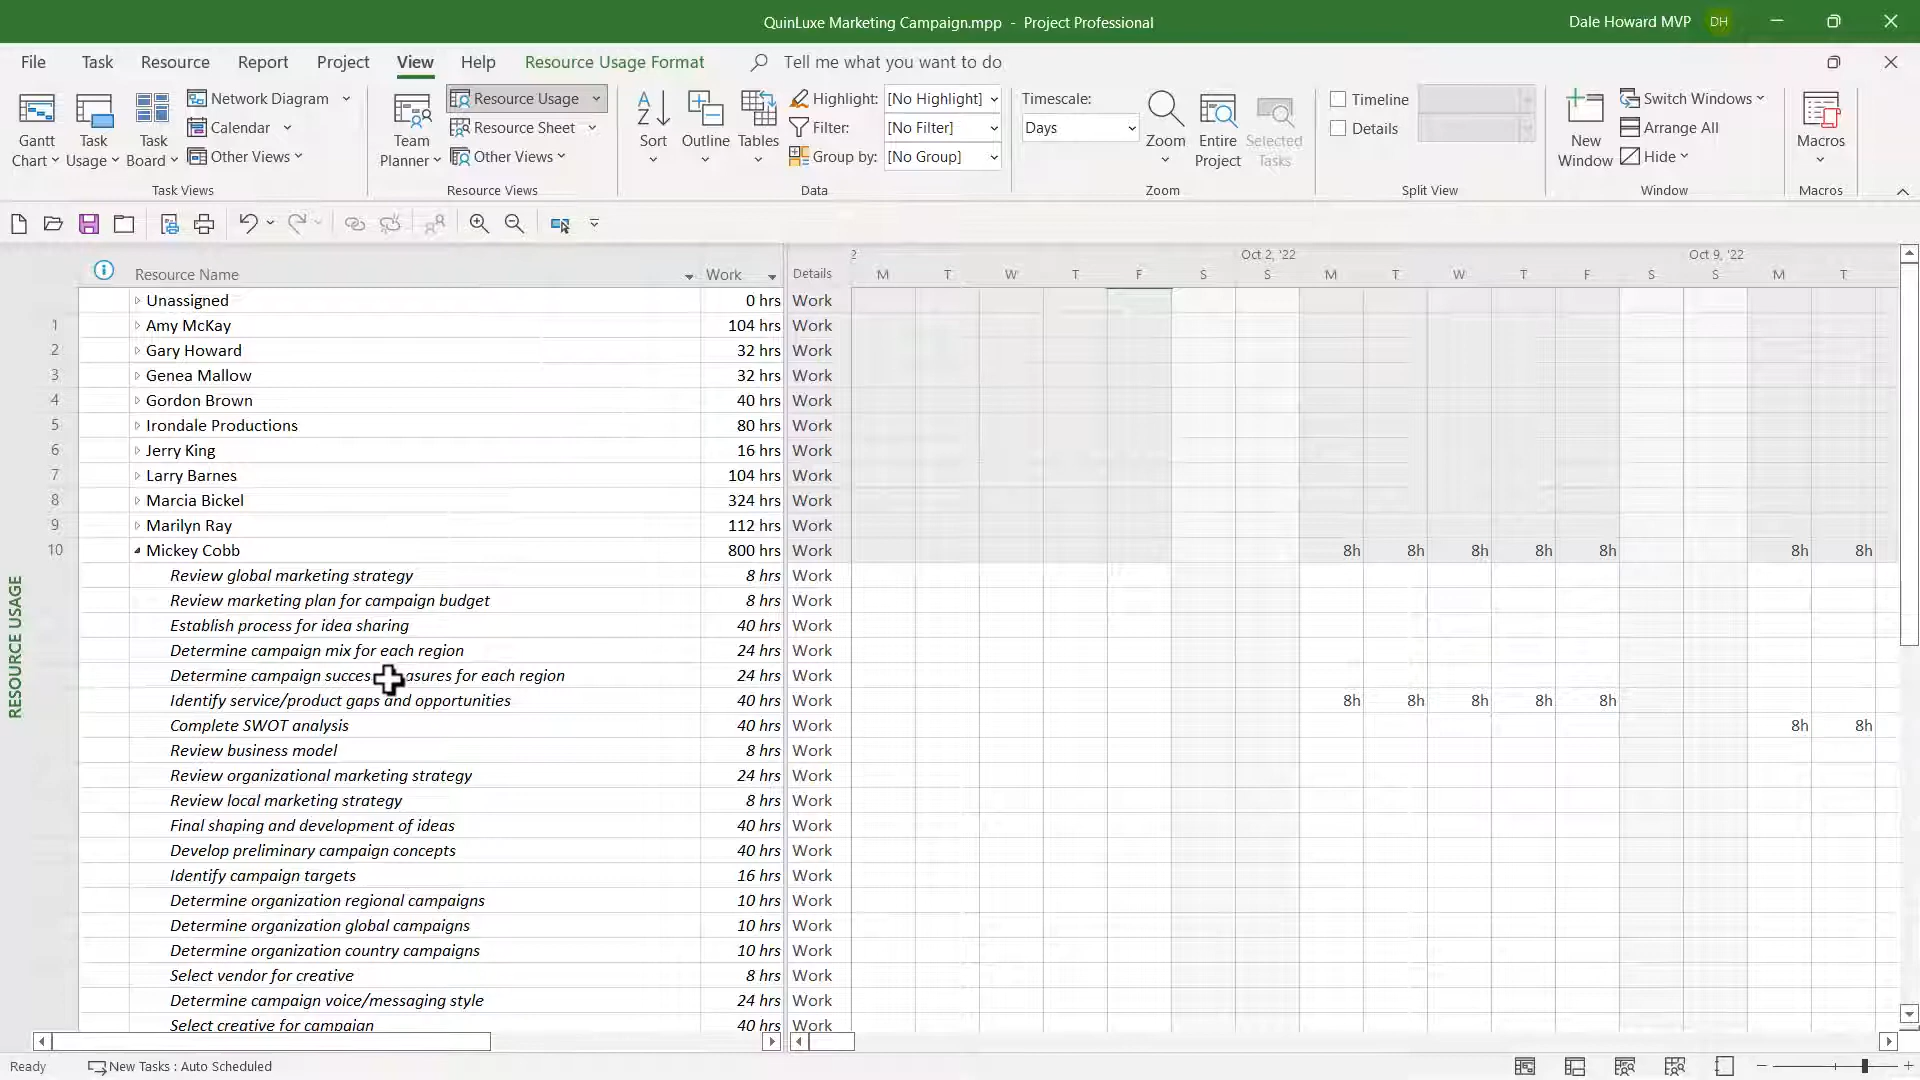 QuinLuxe Marketing Campaign.mpp - Project Professional
Dale Howard MVP DH
File Task Resource Report Project View Help Resource Usage Format Tell me what you want to do
Gantt Chart
Task Usage
Task Board
Network Diagram
Calendar
Other Views
Task Views
Team Planner
Resource Usage
Resource Sheet
Other Views
Resource Views
Sort
Outline
Tables
Highlight: [No Highlight]
Filter: [No Filter]
Group by: [No Group]
Data
Timescale:
Days
Zoom
Entire Project
Selected Tasks
Zoom
Timeline
Details
Split View
New Window
Switch Windows
Arrange All
Hide
Window
Macros
Macros
Resource Name Work Details 2 Oct 2, '22 Oct 9, '22
M T W T F S S M T W T F S S M T
Unassigned 0 hrs Work
1 Amy McKay 104 hrs Work
2 Gary Howard 32 hrs Work
3 Genea Mallow 32 hrs Work
4 Gordon Brown 40 hrs Work
5 Irondale Productions 80 hrs Work
6 Jerry King 16 hrs Work
7 Larry Barnes 104 hrs Work
8 Marcia Bickel 324 hrs Work
9 Marilyn Ray 112 hrs Work
10 Mickey Cobb 800 hrs Work 8h 8h 8h 8h 8h 8h 8h
Review global marketing strategy 8 hrs Work
Review marketing plan for campaign budget 8 hrs Work
Establish process for idea sharing 40 hrs Work
Determine campaign mix for each region 24 hrs Work
Determine campaign succes asures for each region 24 hrs Work
Identify service/product gaps and opportunities 40 hrs Work 8h 8h 8h 8h 8h
Complete SWOT analysis 40 hrs Work 8h 8h
Review business model 8 hrs Work
Review organizational marketing strategy 24 hrs Work
Review local marketing strategy 8 hrs Work
Final shaping and development of ideas 40 hrs Work
Develop preliminary campaign concepts 40 hrs Work
Identify campaign targets 16 hrs Work
Determine organization regional campaigns 10 hrs Work
Determine organization global campaigns 10 hrs Work
Determine organization country campaigns 10 hrs Work
Select vendor for creative 8 hrs Work
Determine campaign voice/messaging style 24 hrs Work
Select creative for campaign 40 hrs Work
RESOURCE USAGE
Ready New Tasks : Auto Scheduled